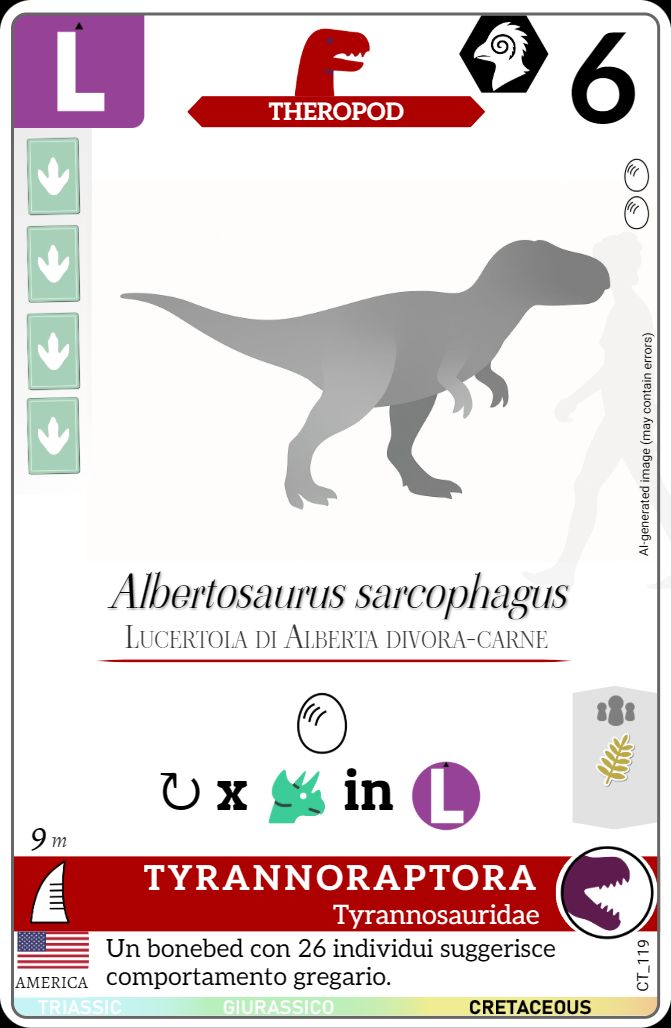 L
THEROPOD
6
AI-generated image (may contain errors)
Albertosaurus sarcophagus
Lucertola di Alberta divora-carne
x in L
9 m
TYRANNORAPTORA
Tyrannosauridae
AMERICA
Un bonebed con 26 individui suggerisce
comportamento gregario.
CT_119
TRIASSIC GIURASSICO CRETACEOUS